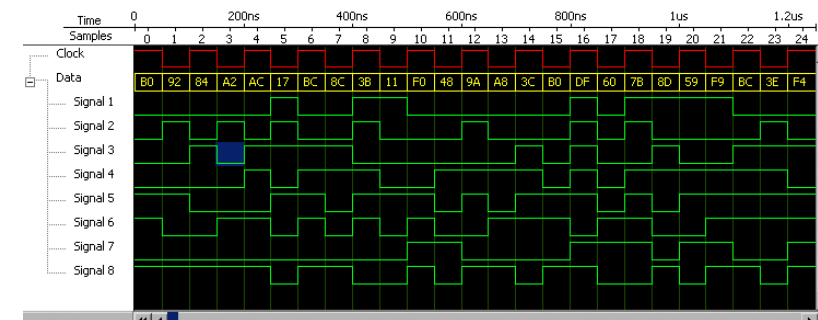 Time 0 200ns 400ns 600ns 800ns 1us 1.2us
Samples 0 1 2 3 4 5 6 7 8 9 10 11 12 13 14 15 16 17 18 19 20 21 22 23 24
Clock
Data B0 92 84 A2 AC 17 BC 8C 3B 11 F0 48 9A A8 3C B0 DF 60 7B 8D 59 F9 BC 3E F4
Signal 1
Signal 2
Signal 3
Signal 4
Signal 5
Signal 6
Signal 7
Signal 8